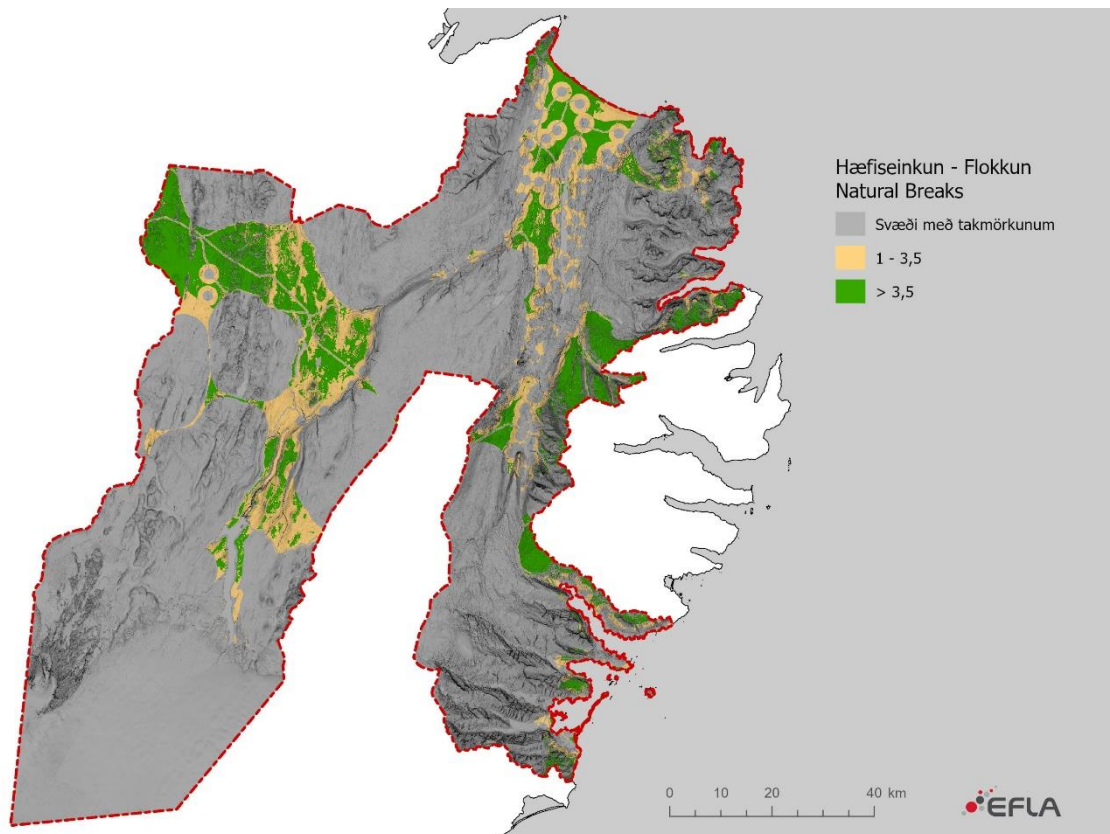 Hæfiseinkun - Flokkun
Natural Breaks
Svæði með takmörkunum
1 - 3,5
> 3,5
0 10 20 40 km
EFLA